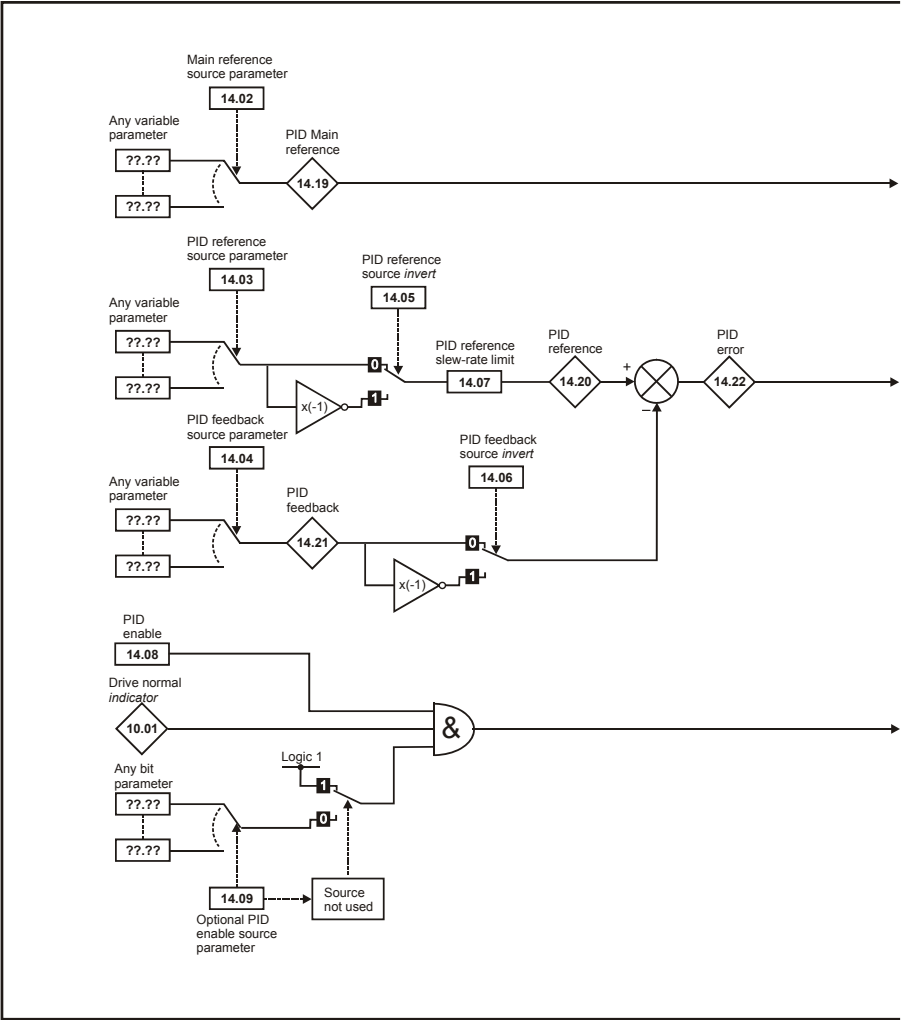 Main reference
source parameter
14.02
Any variable
parameter
??.??
??.??
PID Main
reference
14.19
PID reference
source parameter
14.03
Any variable
parameter
??.??
??.??
x(-1)
PID reference
source invert
14.05
0
1
PID reference
slew-rate limit
14.07
PID
reference
14.20
+
−
PID
error
14.22
PID feedback
source parameter
14.04
Any variable
parameter
??.??
??.??
PID
feedback
14.21
x(-1)
PID feedback
source invert
14.06
0
1
PID
enable
14.08
Drive normal
indicator
10.01
&
Any bit
parameter
??.??
??.??
Logic 1
1
0
14.09
Optional PID
enable source
parameter
Source
not used